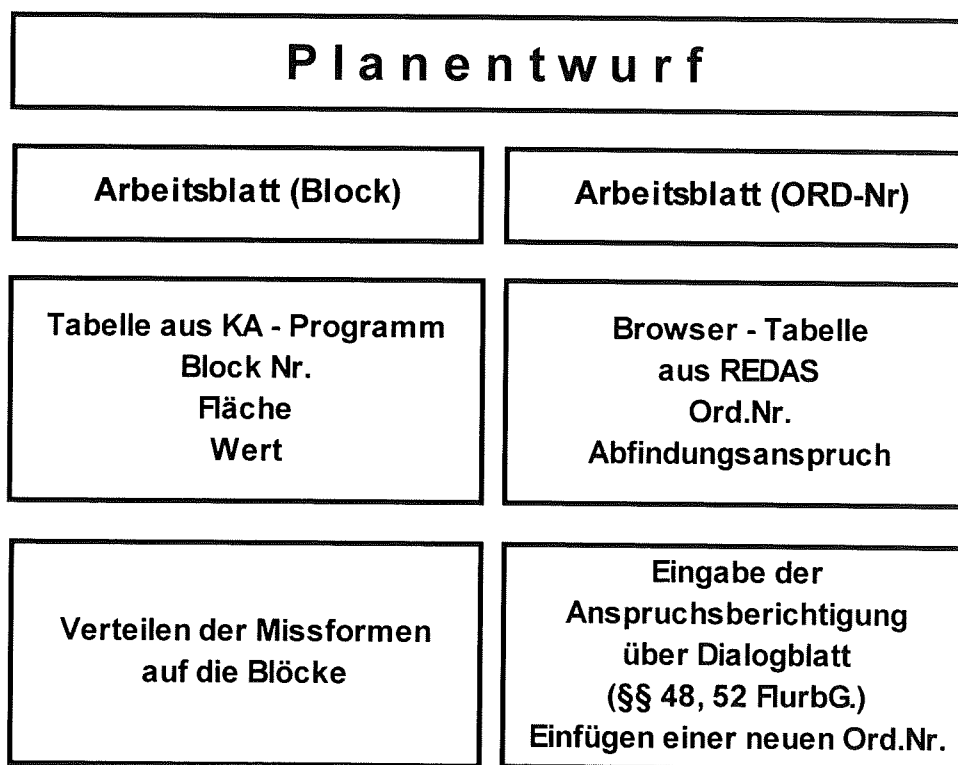 Planentwurf
Arbeitsblatt (Block)
Arbeitsblatt (ORD-Nr)
Tabelle aus KA - Programm
Block Nr.
Fläche
Wert
Browser - Tabelle
aus REDAS
Ord.Nr.
Abfindungsanspruch
Verteilen der Missformen
auf die Blöcke
Eingabe der
Anspruchsberichtigung
über Dialogblatt
(§§ 48, 52 FlurbG.)
Einfügen einer neuen Ord.Nr.